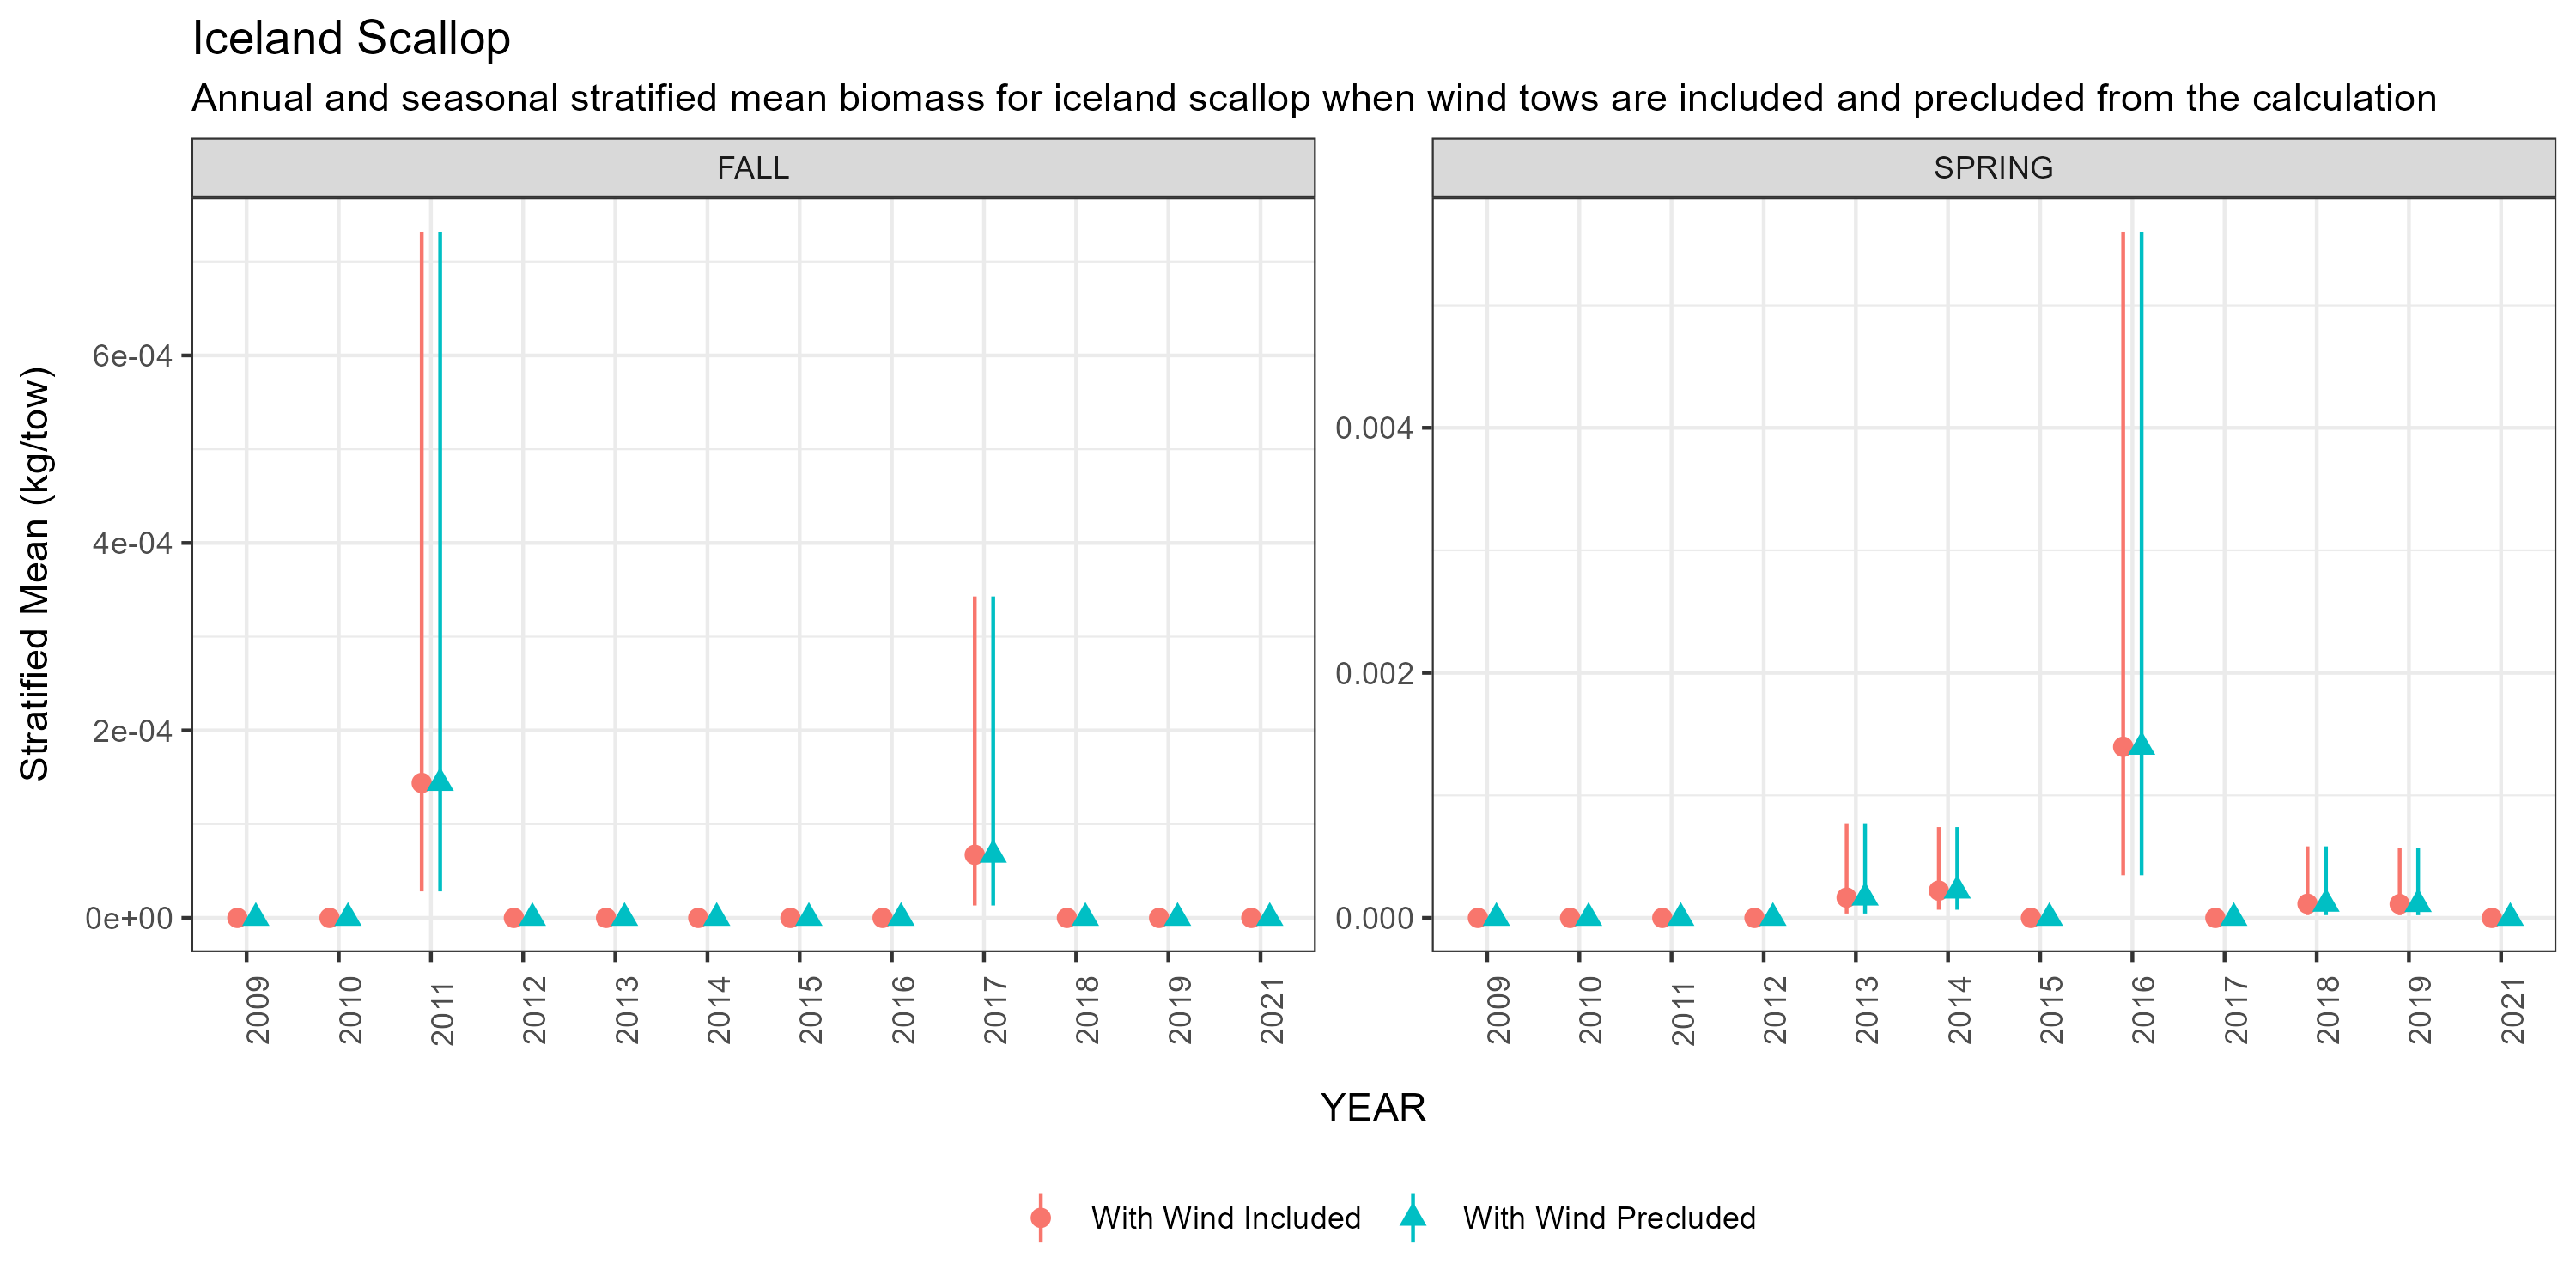 Iceland Scallop
Annual and seasonal stratified mean biomass for iceland scallop when wind tows are included and precluded from the calculation
FALL
SPRING
Stratified Mean (kg/tow)
6e-04
4e-04
2e-04
0e+00
0.004
0.002
0.000
2009 2010 2011 2012 2013 2014 2015 2016 2017 2018 2019 2021
2009 2010 2011 2012 2013 2014 2015 2016 2017 2018 2019 2021
YEAR
With Wind Included
With Wind Precluded